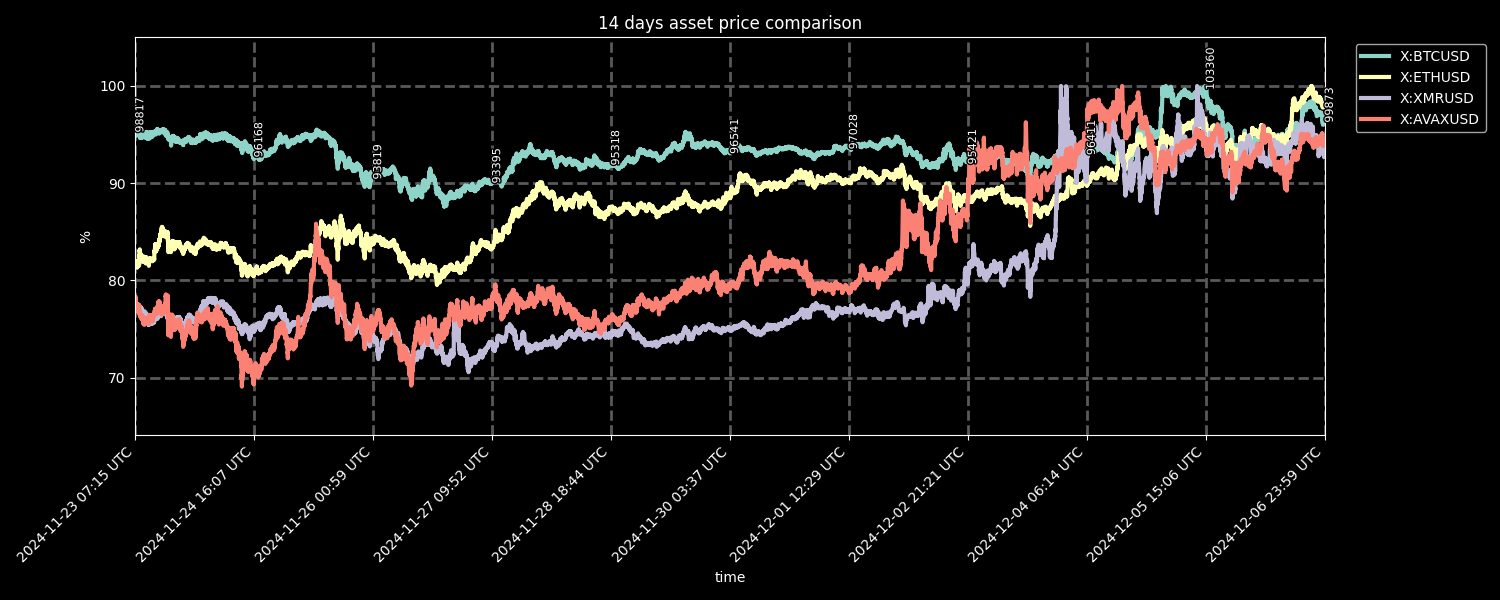 14 days asset price comparison
X:BTCUSD
X:ETHUSD
X:XMRUSD
X:AVAXUSD
%
100
90
80
70
98817
96168
93819
93395
95318
96541
97028
95421
96411
103360
99873
2024-11-23 07:15 UTC
2024-11-24 16:07 UTC
2024-11-26 00:59 UTC
2024-11-27 09:52 UTC
2024-11-28 18:44 UTC
2024-11-30 03:37 UTC
2024-12-01 12:29 UTC
2024-12-02 21:21 UTC
2024-12-04 06:14 UTC
2024-12-05 15:06 UTC
2024-12-06 23:59 UTC
time